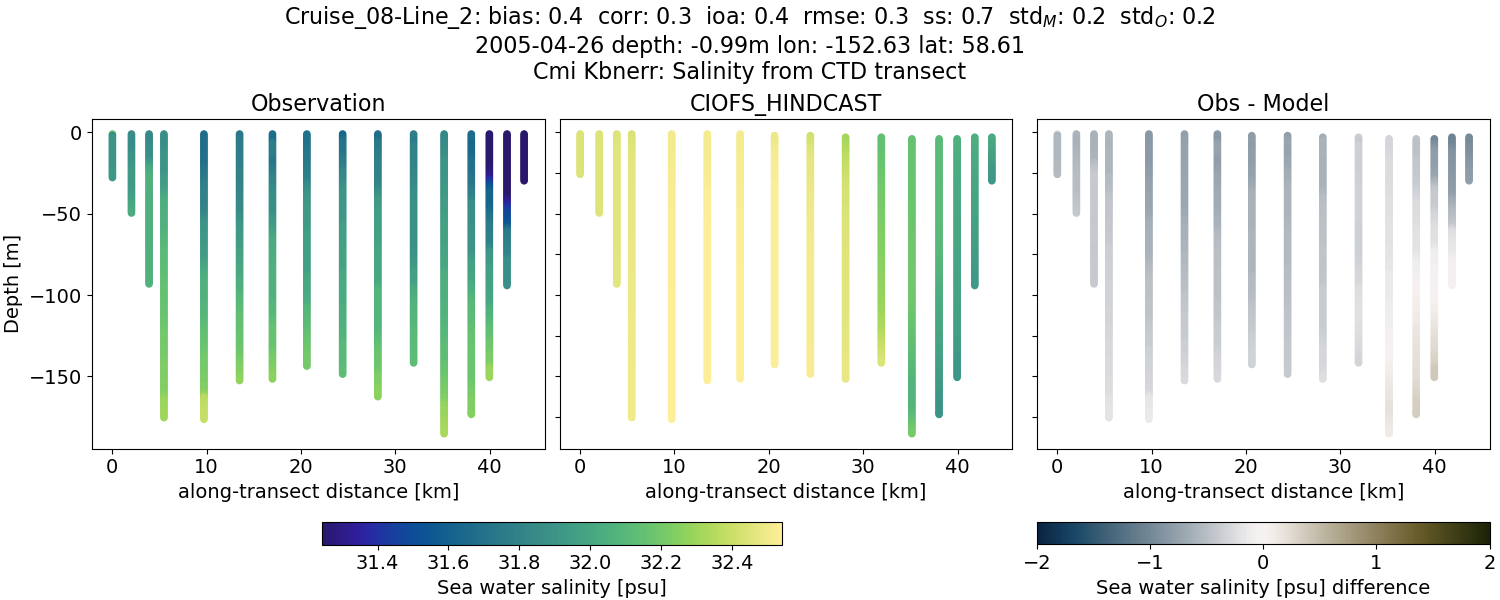 Cruise_08-Line_2: bias: 0.4 corr: 0.3 ioa: 0.4 rmse: 0.3 ss: 0.7 std_M: 0.2 std_O: 0.2
2005-04-26 depth: -0.99m lon: -152.63 lat: 58.61
Cmi Kbnerr: Salinity from CTD transect
Observation
CIOFS_HINDCAST
Obs - Model
Depth [m]
0
−50
−100
−150
0 10 20 30 40
0 10 20 30 40
0 10 20 30 40
along-transect distance [km]
along-transect distance [km]
along-transect distance [km]
31.4 31.6 31.8 32.0 32.2 32.4
Sea water salinity [psu]
−2 −1 0 1 2
Sea water salinity [psu] difference